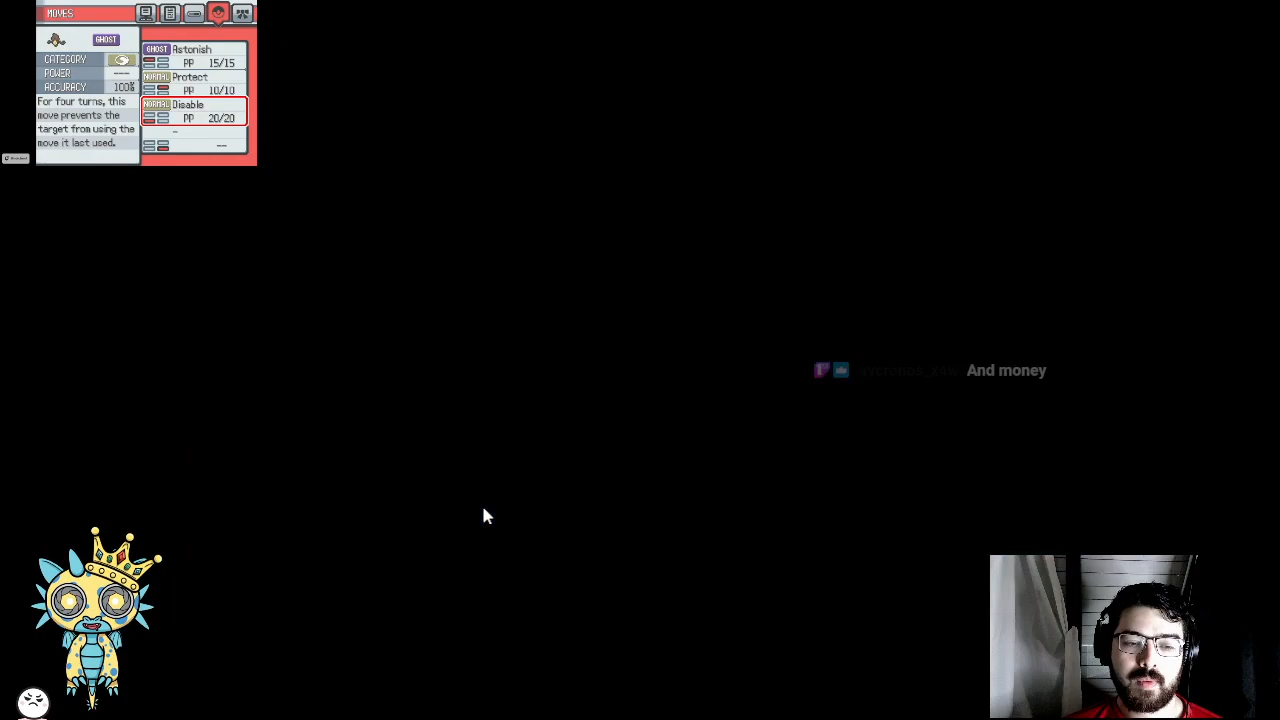 MOVES
GHOST
CATEGORY
POWER ---
ACCURACY 100%
For four turns, this
move prevents the
target from using the
move it last used.
GHOST Astonish
PP 15/15
NORMAL Protect
PP 10/10
NORMAL Disable
PP 20/20
-
--
And money